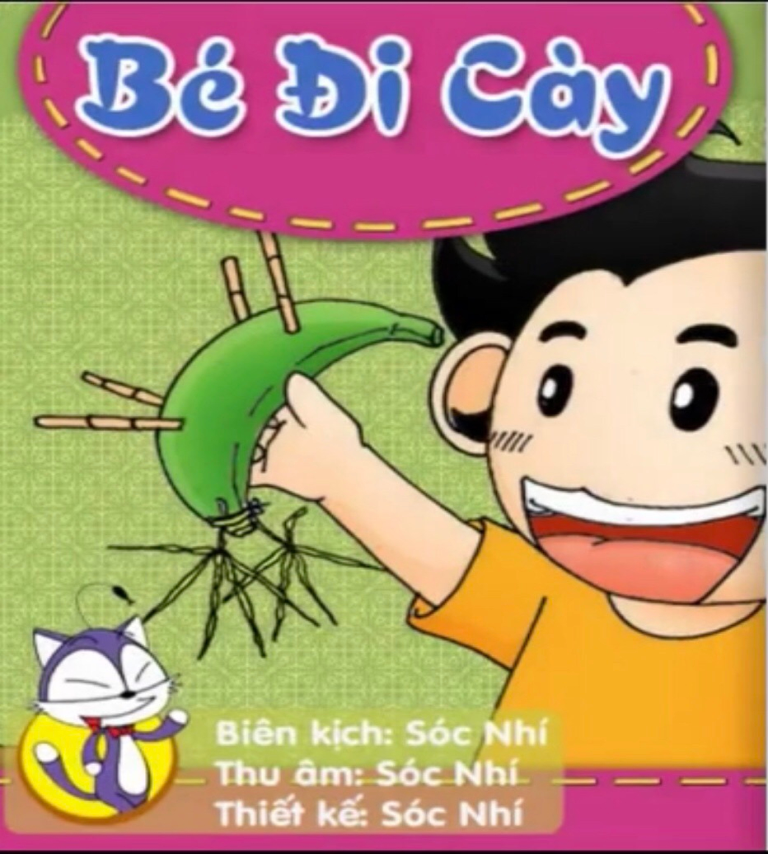 Bé Đi Cày
Biên kịch: Sóc Nhí
Thu âm: Sóc Nhí
Thiết kế: Sóc Nhí